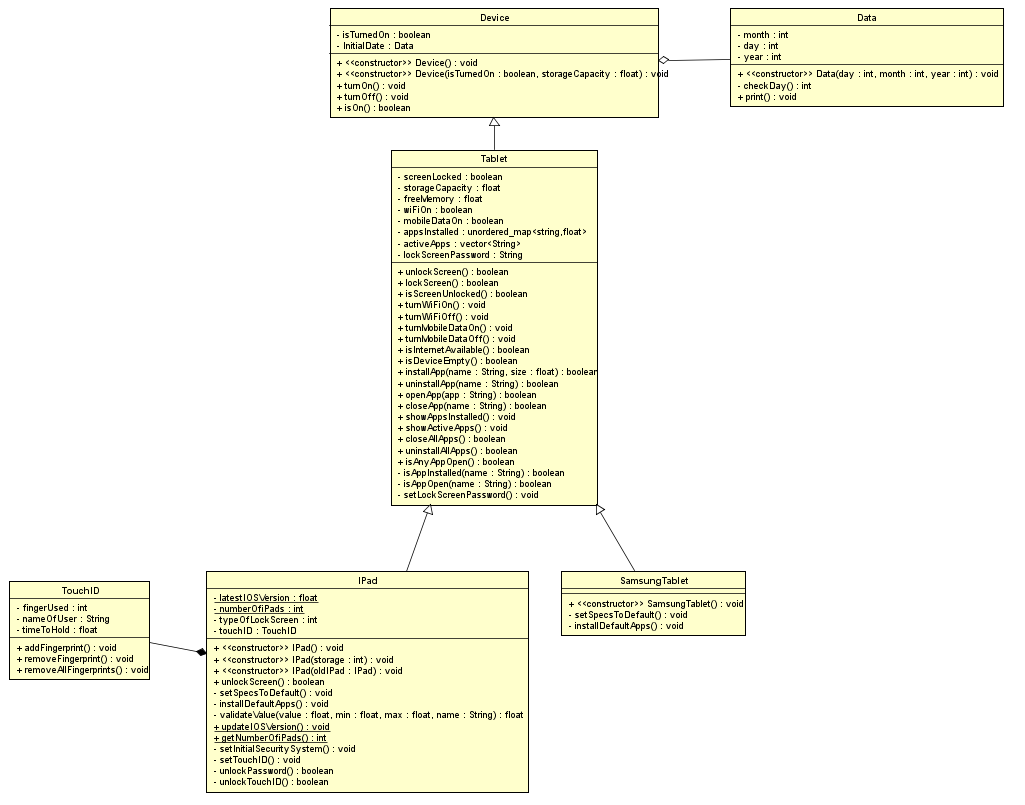 Device
- isTurnedOn : boolean
- InitialDate : Data
+ <<constructor>> Device() : void
+ <<constructor>> Device(isTurnedOn : boolean, storageCapacity : float) : void
+ turnOn() : void
+ turnOff() : void
+ isOn() : boolean
Data
- month : int
- day : int
- year : int
+ <<constructor>> Data(day : int, month : int, year : int) : void
- checkDay() : int
+ print() : void
Tablet
- screenLocked : boolean
- storageCapacity : float
- freeMemory : float
- wiFiOn : boolean
- mobileDataOn : boolean
- appsInstalled : unordered_map<string,float>
- activeApps : vector<String>
- lockScreenPassword : String
+ unlockScreen() : boolean
+ lockScreen() : boolean
+ isScreenUnlocked() : boolean
+ turnWiFiOn() : void
+ turnWiFiOff() : void
+ turnMobileDataOn() : void
+ turnMobileDataOff() : void
+ isInternetAvailable() : boolean
+ isDeviceEmpty() : boolean
+ installApp(name : String, size : float) : boolean
+ uninstallApp(name : String) : boolean
+ openApp(app : String) : boolean
+ closeApp(name : String) : boolean
+ showAppsInstalled() : void
+ showActiveApps() : void
+ closeAllApps() : boolean
+ uninstallAllApps() : boolean
+ isAnyAppOpen() : boolean
- isAppInstalled(name : String) : boolean
- isAppOpen(name : String) : boolean
- setLockScreenPassword() : void
TouchID
- fingerUsed : int
- nameOfUser : String
- timeToHold : float
+ addFingerprint() : void
+ removeFingerprint() : void
+ removeAllFingerprints() : void
IPad
- latestIOSVersion : float
- numberOfiPads : int
- typeOfLockScreen : int
- touchID : TouchID
+ <<constructor>> IPad() : void
+ <<constructor>> IPad(storage : int) : void
+ <<constructor>> IPad(oldIPad : IPad) : void
+ unlockScreen() : boolean
- setSpecsToDefault() : void
- installDefaultApps() : void
- validateValue(value : float, min : float, max : float, name : String) : float
+ updateIOSVersion() : void
+ getNumberOfiPads() : int
- setInitialSecuritySystem() : void
- setTouchID() : void
- unlockPassword() : boolean
- unlockTouchID() : boolean
SamsungTablet
+ <<constructor>> SamsungTablet() : void
- setSpecsToDefault() : void
- installDefaultApps() : void